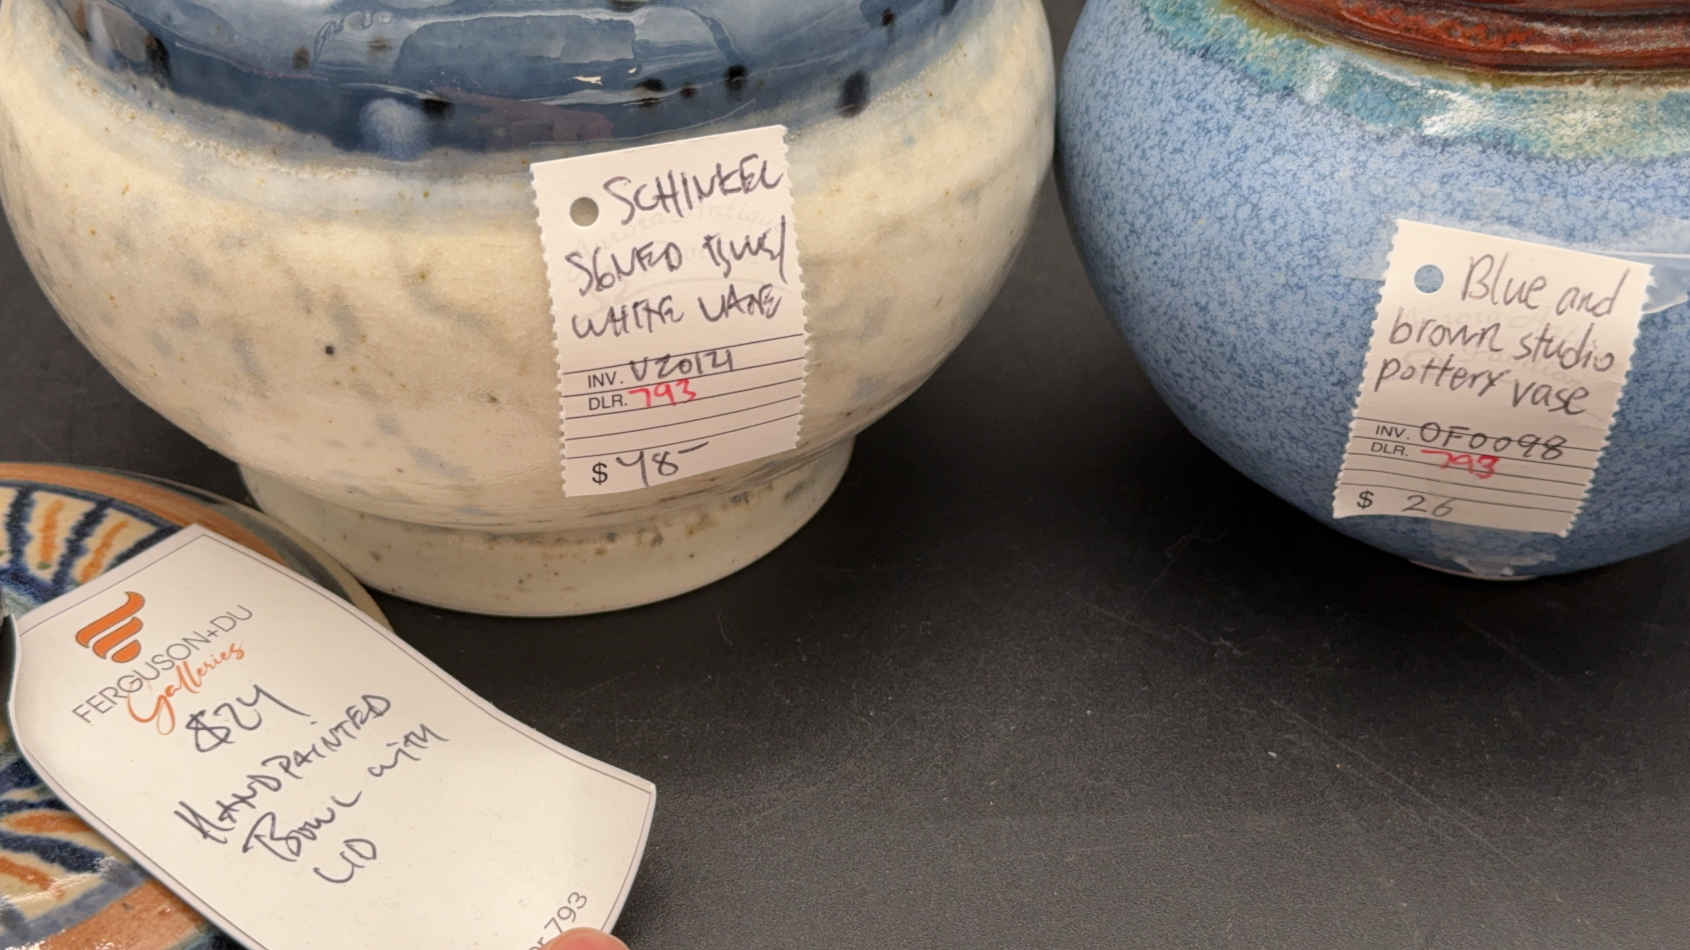 SCHINKEL
SIGNED BLUE/
WHITE VASE
INV. VZ0121
DLR. 793
$ 48-
Blue and
brown studio
pottery vase
INV. OF0098
DLR. 793
$ 26
FERGUSON+DU
Galleries
$24
HANDPAINTED
BOWL WITH
LID
793